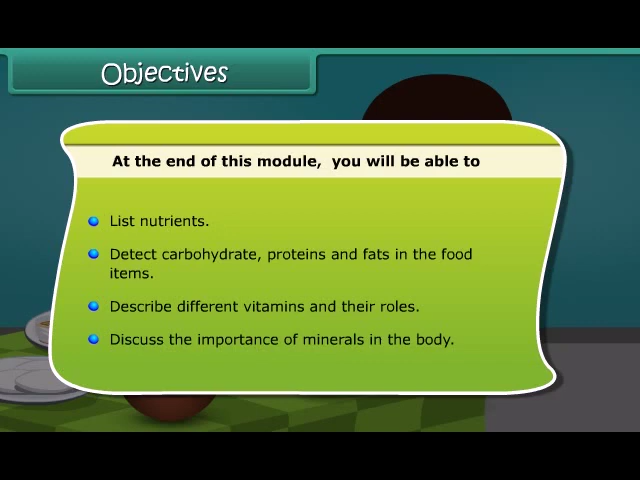 Objectives
At the end of this module, you will be able to
List nutrients.
Detect carbohydrate, proteins and fats in the food
items.
Describe different vitamins and their roles.
Discuss the importance of minerals in the body.